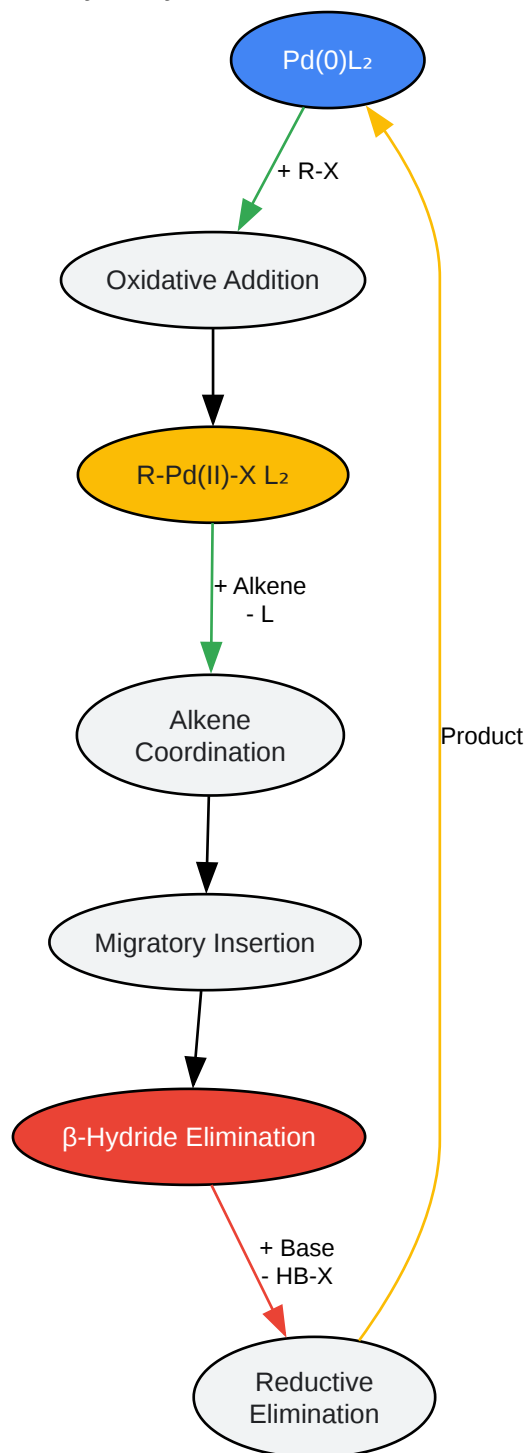 Pd(0)L₂
+ R-X
Oxidative Addition
R-Pd(II)-X L₂
+ Alkene
- L
Alkene
Coordination
Product
Migratory Insertion
β-Hydride Elimination
+ Base
- HB-X
Reductive
Elimination